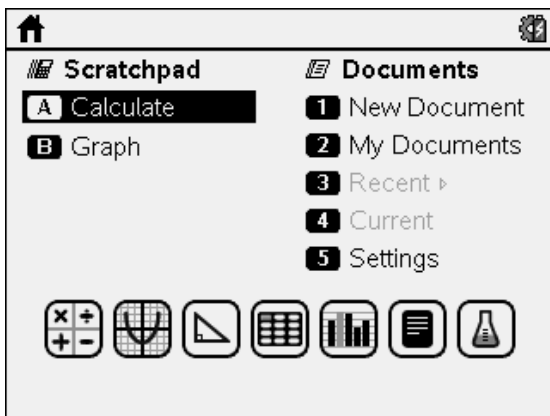 Scratchpad
A Calculate
B Graph
Documents
1 New Document
2 My Documents
3 Recent ▹
4 Current
5 Settings